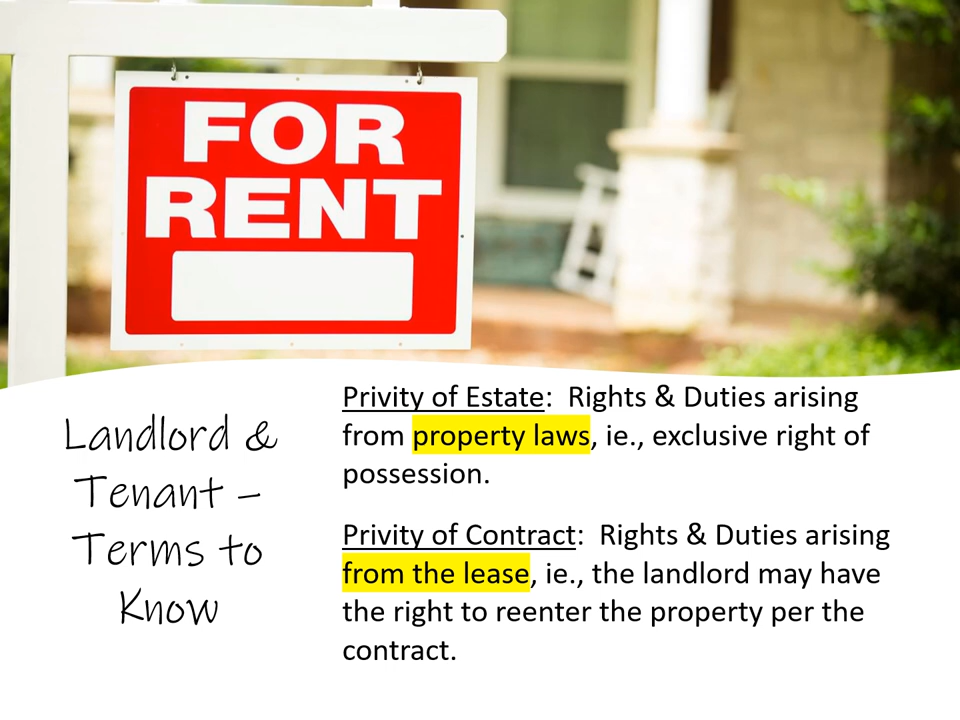 FOR
RENT
Landlord &
Tenant –
Terms to
Know
Privity of Estate:  Rights & Duties arising
from property laws, ie., exclusive right of
possession.
Privity of Contract:  Rights & Duties arising
from the lease, ie., the landlord may have
the right to reenter the property per the
contract.